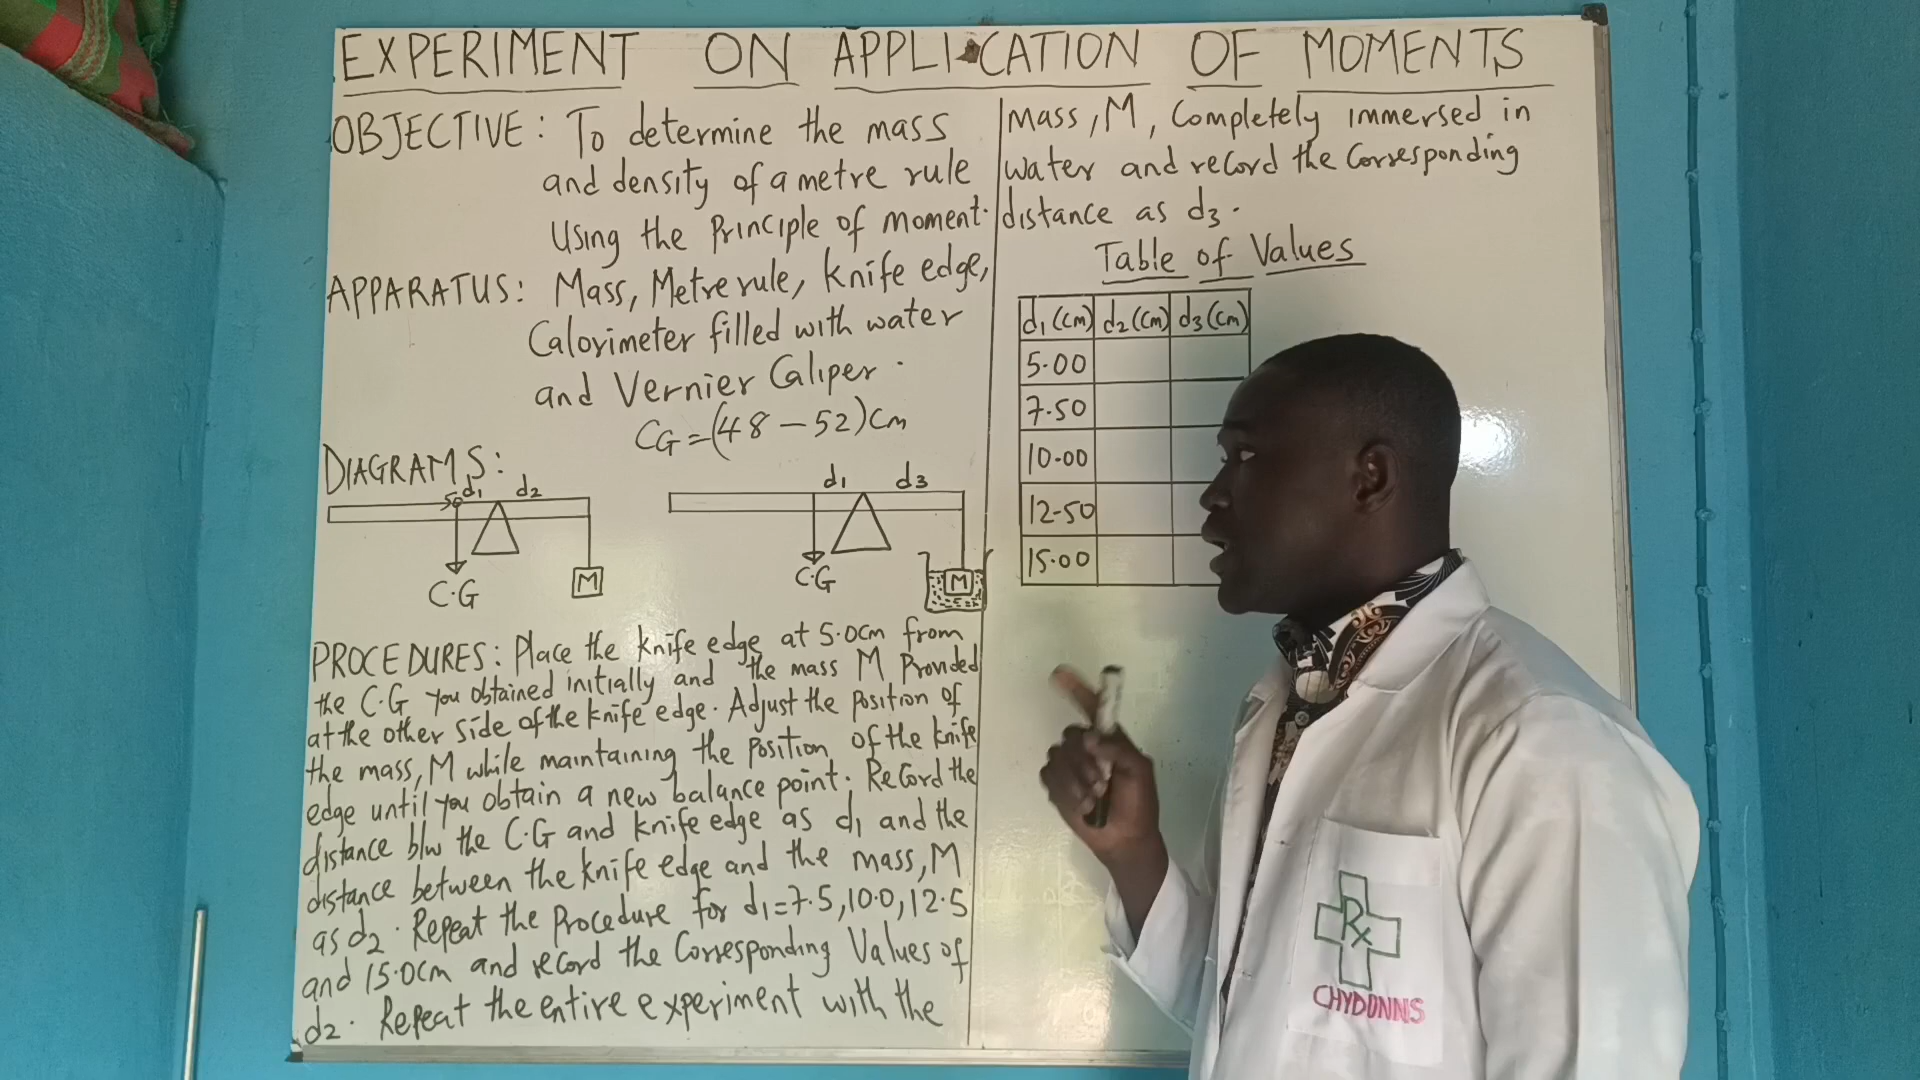 EXPERIMENT ON APPLICATION OF MOMENTS
OBJECTIVE: To determine the mass
and density of a metre rule
Using the Principle of moment.
APPARATUS: Mass, Metre rule, Knife edge,
Calorimeter filled with water
and Vernier Caliper.
CG = (48 - 52)cm
DIAGRAMS:
50 d1 d2
C.G
M
d1 d3
C.G
M
PROCEDURES: Place the knife edge at 5.0cm from
the C.G you obtained initially and the mass M Provided
at the other side of the knife edge. Adjust the position of
the mass, M while maintaining the position of the knife
edge until you obtain a new balance point. Record the
distance b/w the C.G and knife edge as d1 and the
distance between the knife edge and the mass, M
as d2. Repeat the Procedure for d1=7.5, 10.0, 12.5
and 15.0cm and record the Corresponding Values of
d2. Repeat the entire experiment with the
Mass, M, Completely immersed in
water and record the Corresponding
distance as d3.
Table of Values
d1(cm) d2(cm) d3(cm)
5.00
7.50
10.00
12.50
15.00
Rx
CHYDONNIS